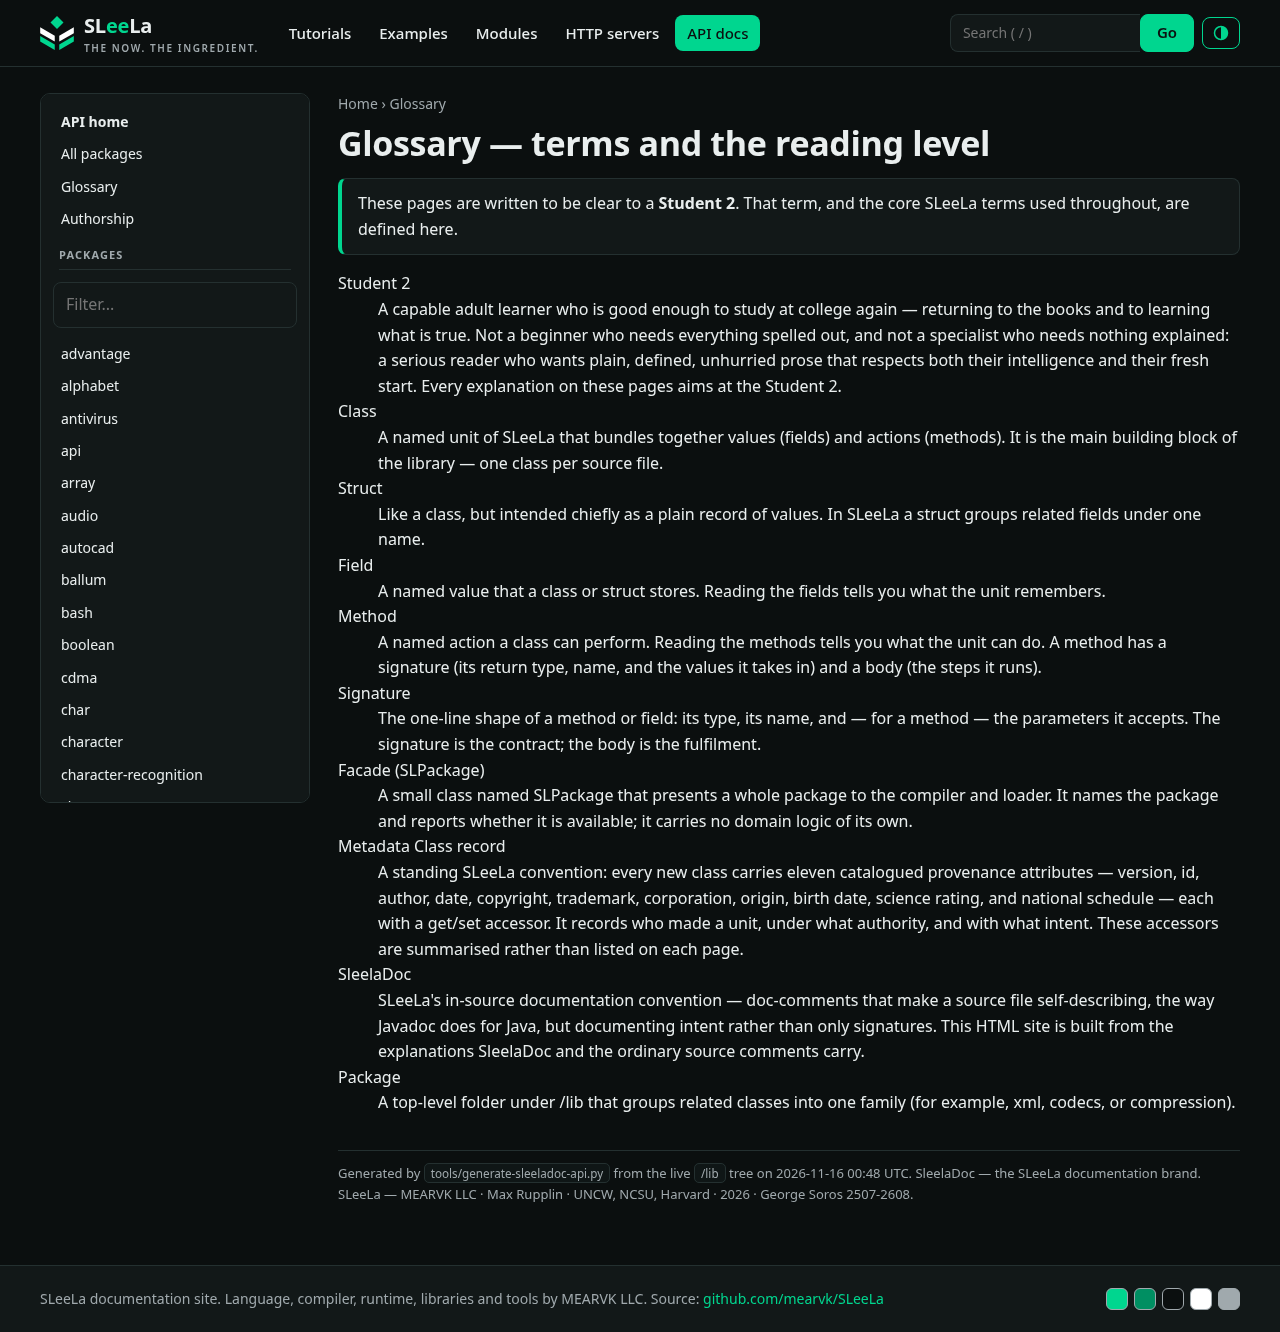 SLeeLa
THE NOW. THE INGREDIENT.
Tutorials
Examples
Modules
HTTP servers
API docs
Search ( / )
Go
API home
All packages
Glossary
Authorship
PACKAGES
Filter...
advantage
alphabet
antivirus
api
array
audio
autocad
ballum
bash
boolean
cdma
char
character
character-recognition
Home › Glossary
Glossary — terms and the reading level
These pages are written to be clear to a Student 2. That term, and the core SLeeLa terms used throughout, are
defined here.
Student 2
A capable adult learner who is good enough to study at college again — returning to the books and to learning
what is true. Not a beginner who needs everything spelled out, and not a specialist who needs nothing explained:
a serious reader who wants plain, defined, unhurried prose that respects both their intelligence and their fresh
start. Every explanation on these pages aims at the Student 2.
Class
A named unit of SLeeLa that bundles together values (fields) and actions (methods). It is the main building block of
the library — one class per source file.
Struct
Like a class, but intended chiefly as a plain record of values. In SLeeLa a struct groups related fields under one
name.
Field
A named value that a class or struct stores. Reading the fields tells you what the unit remembers.
Method
A named action a class can perform. Reading the methods tells you what the unit can do. A method has a
signature (its return type, name, and the values it takes in) and a body (the steps it runs).
Signature
The one-line shape of a method or field: its type, its name, and — for a method — the parameters it accepts. The
signature is the contract; the body is the fulfilment.
Facade (SLPackage)
A small class named SLPackage that presents a whole package to the compiler and loader. It names the package
and reports whether it is available; it carries no domain logic of its own.
Metadata Class record
A standing SLeeLa convention: every new class carries eleven catalogued provenance attributes — version, id,
author, date, copyright, trademark, corporation, origin, birth date, science rating, and national schedule — each
with a get/set accessor. It records who made a unit, under what authority, and with what intent. These accessors
are summarised rather than listed on each page.
SleelaDoc
SLeeLa's in-source documentation convention — doc-comments that make a source file self-describing, the way
Javadoc does for Java, but documenting intent rather than only signatures. This HTML site is built from the
explanations SleelaDoc and the ordinary source comments carry.
Package
A top-level folder under /lib that groups related classes into one family (for example, xml, codecs, or compression).
Generated by tools/generate-sleeladoc-api.py from the live /lib tree on 2026-11-16 00:48 UTC. SleelaDoc — the SLeeLa documentation brand.
SLeeLa — MEARVK LLC · Max Rupplin · UNCW, NCSU, Harvard · 2026 · George Soros 2507-2608.
SLeeLa documentation site. Language, compiler, runtime, libraries and tools by MEARVK LLC. Source: github.com/mearvk/SLeeLa